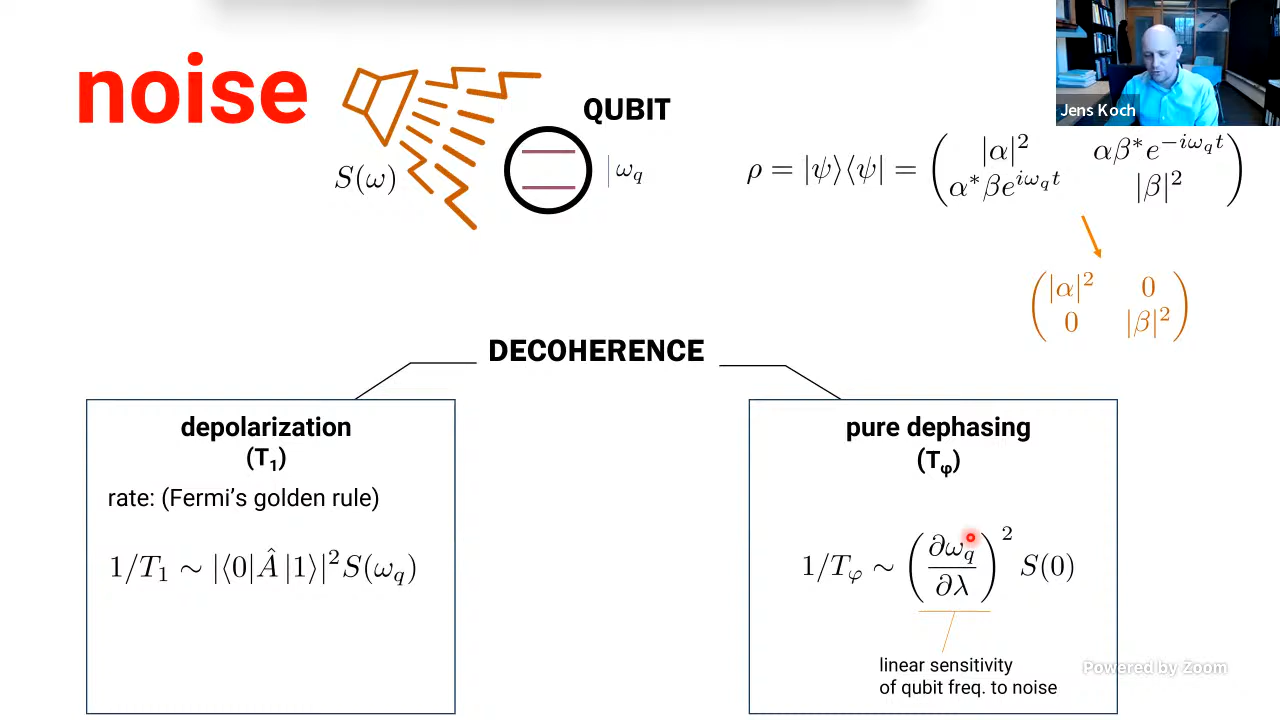 noise
QUBIT
S(ω)
|ω_q
ρ = |ψ⟩⟨ψ| = ( |α|² αβ*e^{−iω_q t} )
( α*βe^{iω_q t} |β|² )
( |α|² 0 )
( 0 |β|² )
Jens Koch
DECOHERENCE
depolarization
(T₁)
rate: (Fermi’s golden rule)
1/T₁ ∼ |⟨0|Â|1⟩|²S(ω_q)
pure dephasing
(T_φ)
1/T_φ ∼ (∂ω_q/∂λ)² S(0)
linear sensitivity
of qubit freq. to noise
Powered by Zoom